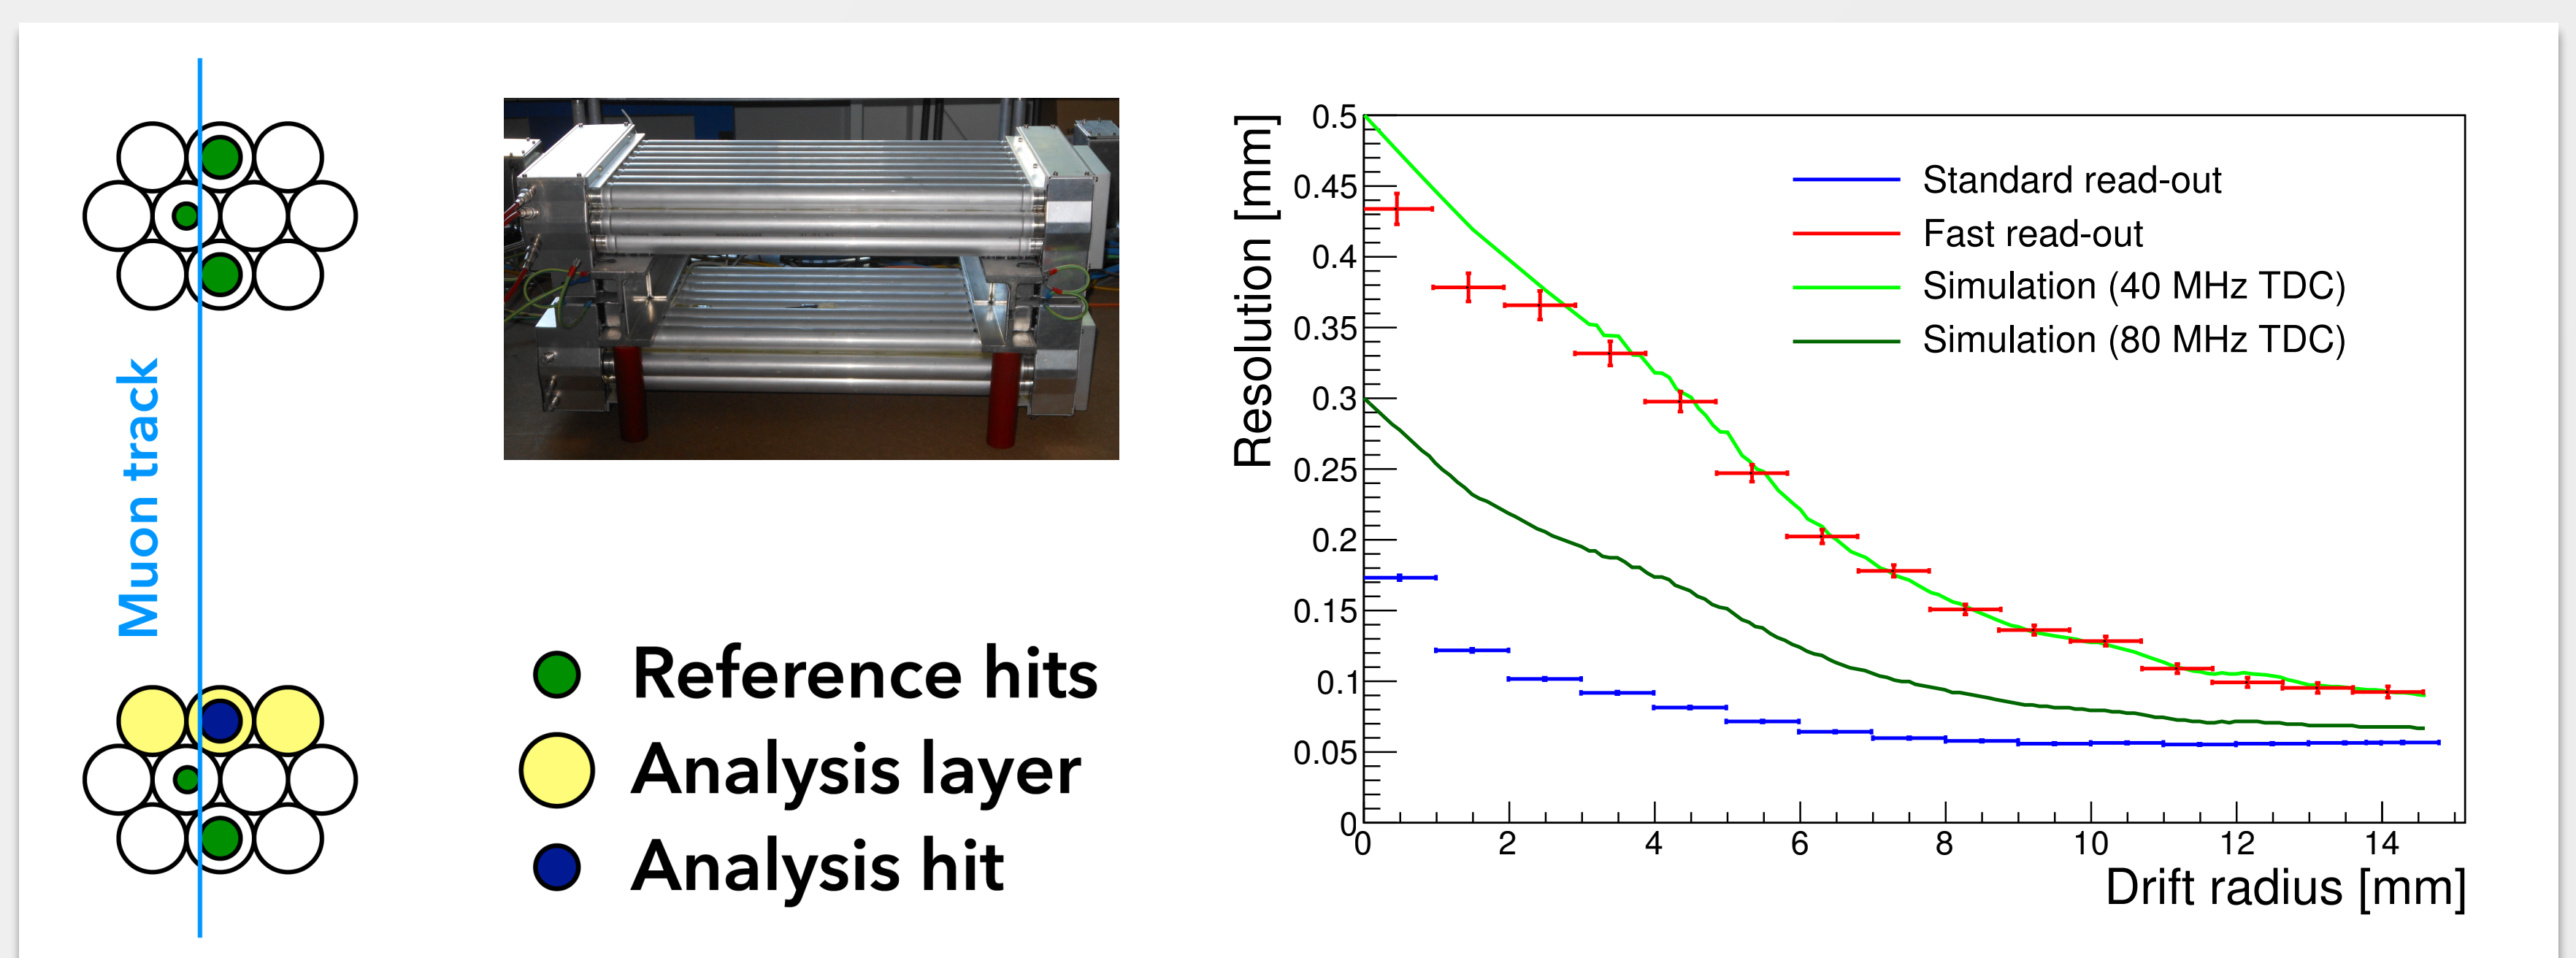 Muon track
Reference hits
Analysis layer
Analysis hit
Resolution [mm]
0.5
0.45
0.4
0.35
0.3
0.25
0.2
0.15
0.1
0.05
0
Standard read-out
Fast read-out
Simulation (40 MHz TDC)
Simulation (80 MHz TDC)
0 2 4 6 8 10 12 14
Drift radius [mm]